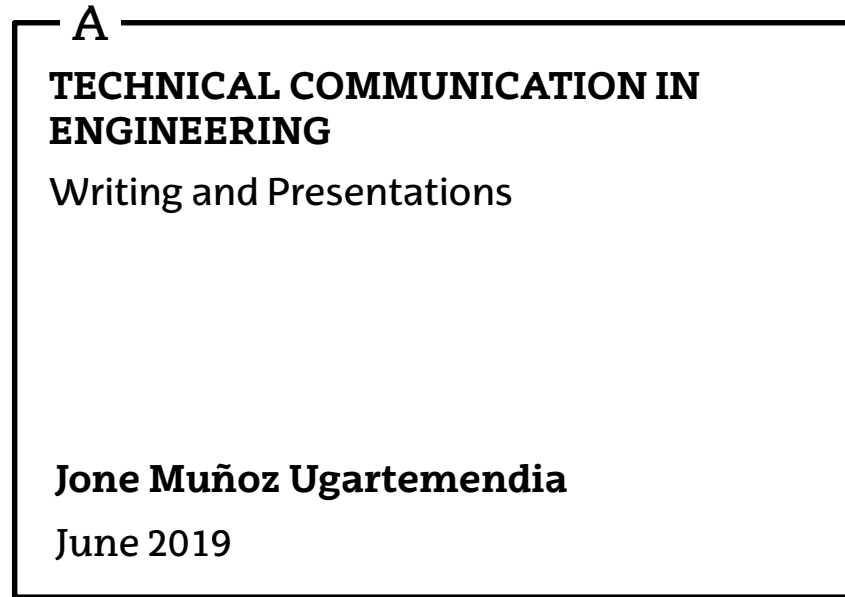 A
TECHNICAL COMMUNICATION IN
ENGINEERING
Writing and Presentations
Jone Muñoz Ugartemendia
June 2019